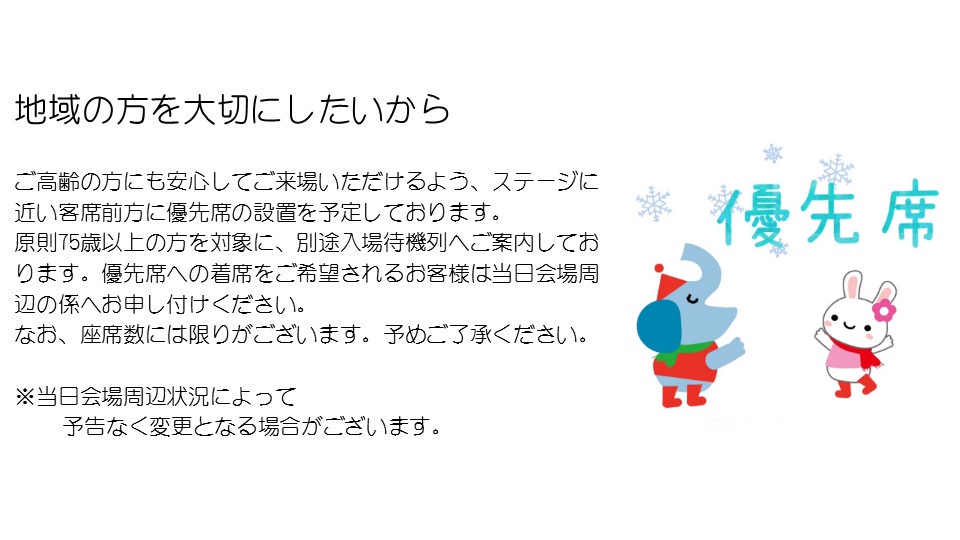 地域の方を大切にしたいから
ご高齢の方にも安心してご来場いただけるよう、ステージに
近い客席前方に優先席の設置を予定しております。
原則75歳以上の方を対象に、別途入場待機列へご案内してお
ります。優先席への着席をご希望されるお客様は当日会場周
辺の係へお申し付けください。
なお、座席数には限りがございます。予めご了承ください。
※当日会場周辺状況によって
予告なく変更となる場合がございます。
優先席